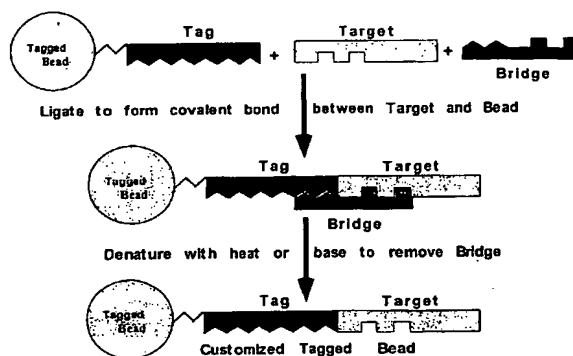 Tag
Target
Tagged
Bead
+
+
Bridge
Ligate to form covalent bond between Target and Bead
Tag
Target
Tagged
Bead
Bridge
Denature with heat or base to remove Bridge
Tag
Target
Tagged
Bead
Customized Tagged Bead